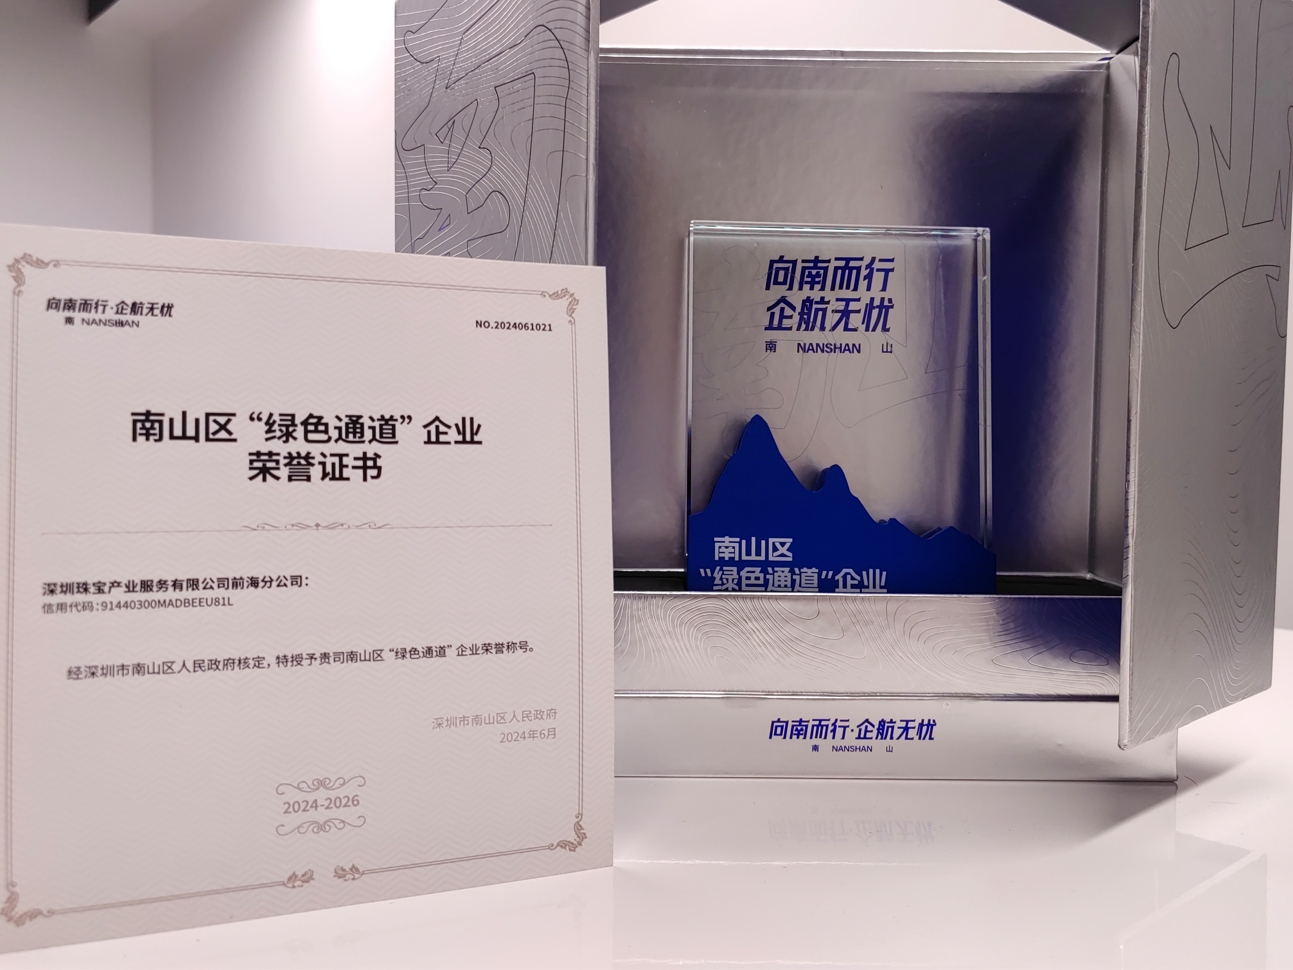 向南而行·企航无忧
南 NANSHAN 山
NO.2024061021
南山区“绿色通道”企业
荣誉证书
深圳珠宝产业服务有限公司前海分公司：
信用代码：91440300MADBEEU81L
经深圳市南山区人民政府核定，特授予贵司南山区“绿色通道”企业荣誉称号。
深圳市南山区人民政府
2024年6月
2024-2026
向南而行
企航无忧
南 NANSHAN 山
南山区
“绿色通道”企业
向南而行·企航无忧
南 NANSHAN 山